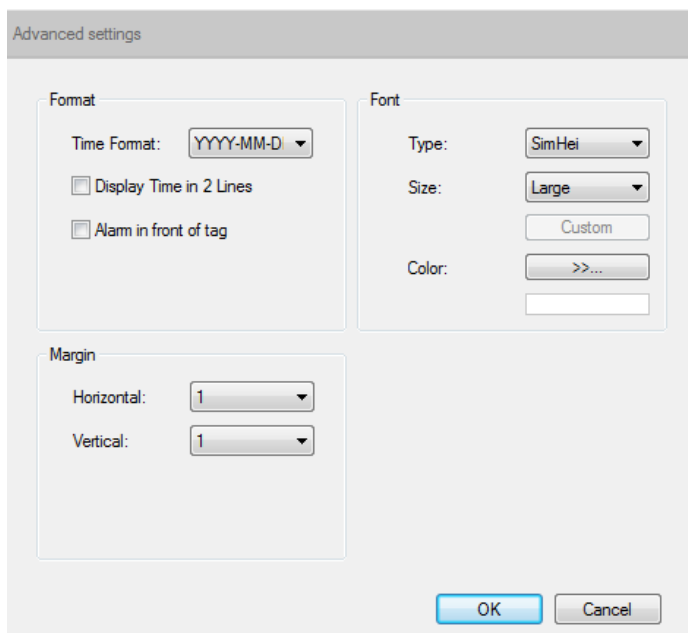 Advanced settings
Format
Time Format: YYYY-MM-D
Display Time in 2 Lines
Alarm in front of tag
Font
Type: SimHei
Size: Large
Custom
Color: >>...
Margin
Horizontal: 1
Vertical: 1
OK Cancel